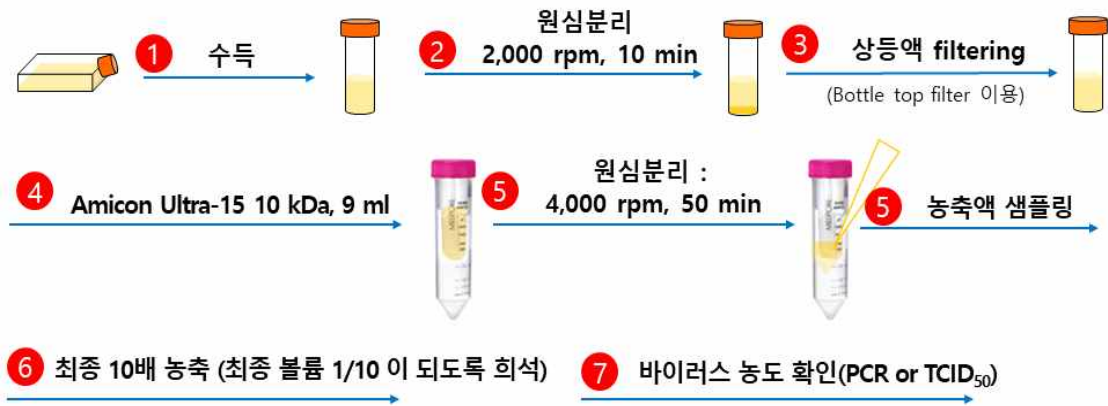 1 수득
2 원심분리
2,000 rpm, 10 min
3 상등액 filtering
(Bottle top filter 이용)
4 Amicon Ultra-15 10 kDa, 9 ml
5 원심분리 :
4,000 rpm, 50 min
5 농축액 샘플링
6 최종 10배 농축 (최종 볼륨 1/10 이 되도록 희석)
7 바이러스 농도 확인(PCR or TCID₅₀)